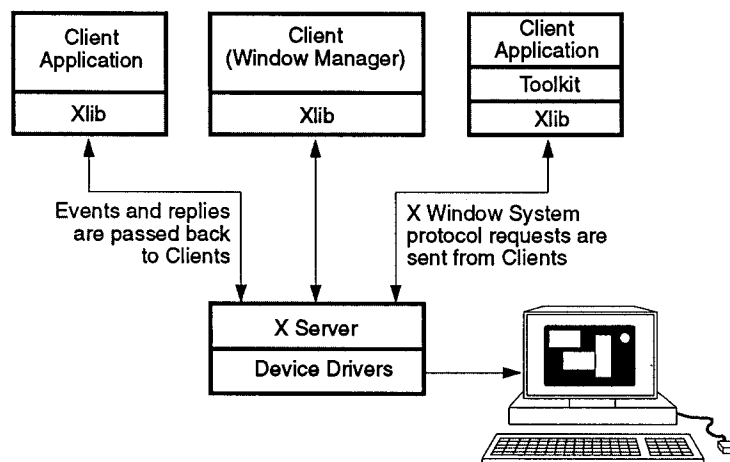 Client
Application
Xlib
Client
(Window Manager)
Xlib
Client
Application
Toolkit
Xlib
Events and replies
are passed back
to Clients
X Window System
protocol requests are
sent from Clients
X Server
Device Drivers